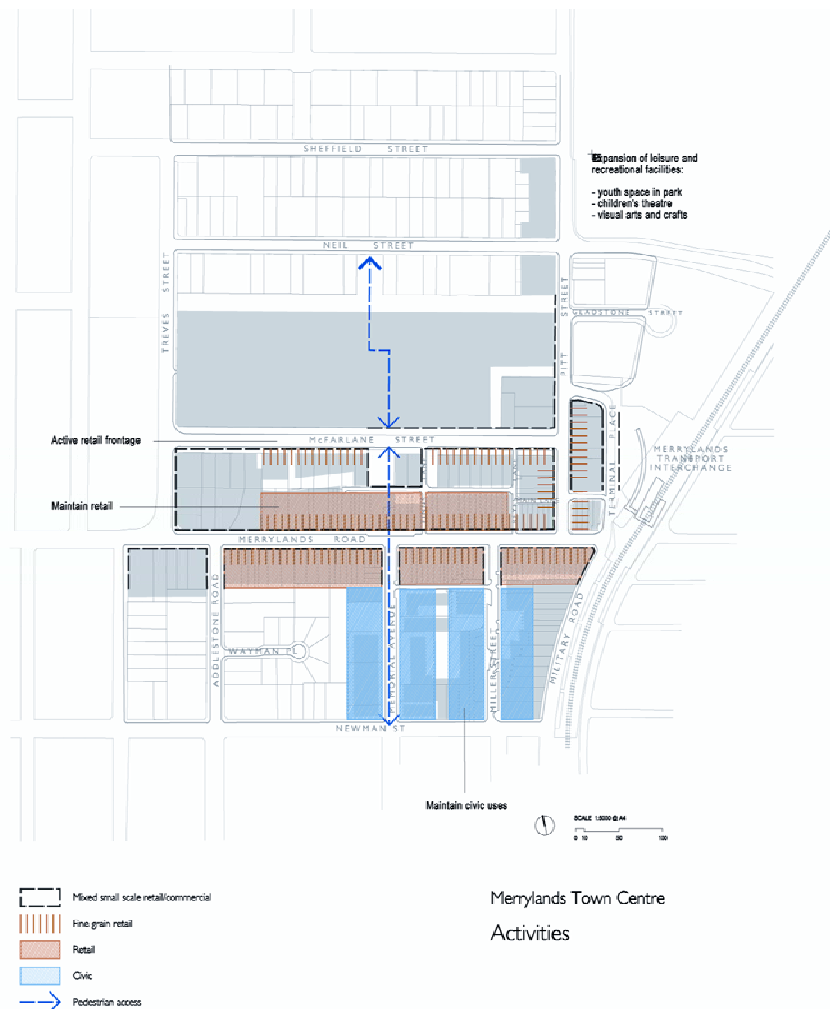 SHEFFIELD STREET
Expansion of leisure and
recreational facilities:
- youth space in park
- children's theatre
- visual arts and crafts
NEIL STREET
TREVES STREET
PITT STREET
GLADSTONE STREET
Active retail frontage
McFARLANE STREET
TERMINAL PLACE
MERRYLANDS
TRANSPORT
INTERCHANGE
Maintain retail
MERRYLANDS ROAD
ADDLESTONE ROAD
MEMORIAL AVENUE
MILLER STREET
MILITARY ROAD
WAYMAN
NEWMAN ST
Maintain civic uses
SCALE 1:5000 @ A4
0 10 50 100
Mixed small scale retail/commercial
Fine grain retail
Retail
Civic
Pedestrian access
Merrylands Town Centre
Activities